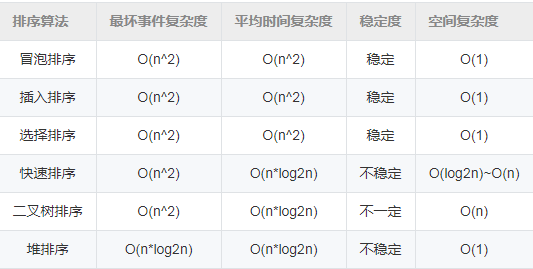 排序算法 最坏事件复杂度 平均时间复杂度 稳定度 空间复杂度
冒泡排序 O(n^2) O(n^2) 稳定 O(1)
插入排序 O(n^2) O(n^2) 稳定 O(1)
选择排序 O(n^2) O(n^2) 稳定 O(1)
快速排序 O(n^2) O(n*log2n) 不稳定 O(log2n)~O(n)
二叉树排序 O(n^2) O(n*log2n) 不一定 O(n)
堆排序 O(n*log2n) O(n*log2n) 不稳定 O(1)